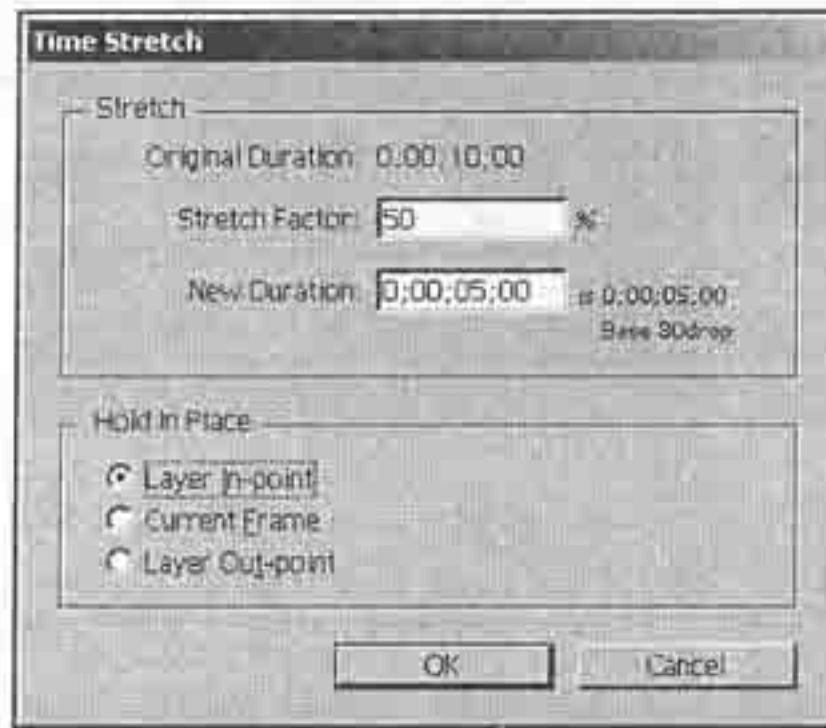 Time Stretch
Stretch
Original Duration: 0;00;10;00
Stretch Factor: 50 %
New Duration: 0;00;05;00 is 0;00;05;00
Base 30drop
Hold In Place
Layer In-point
Current Frame
Layer Out-point
OK Cancel